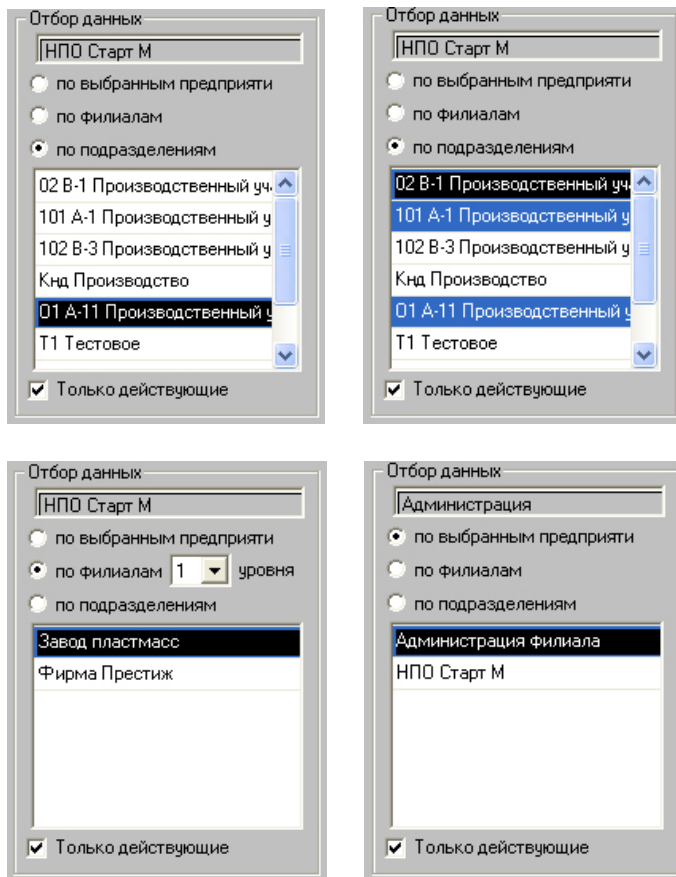 Отбор данных
НПО Старт М
по выбранным предприяти
по филиалам
по подразделениям
02 В-1 Производственный уч
101 А-1 Производственный у
102 В-3 Производственный у
Кнд Производство
О1 А-11 Производственный у
Т1 Тестовое
Только действующие
Отбор данных
НПО Старт М
по выбранным предприяти
по филиалам
по подразделениям
02 В-1 Производственный уч
101 А-1 Производственный у
102 В-3 Производственный у
Кнд Производство
О1 А-11 Производственный у
Т1 Тестовое
Только действующие
Отбор данных
НПО Старт М
по выбранным предприяти
по филиалам 1 уровня
по подразделениям
Завод пластмасс
Фирма Престиж
Только действующие
Отбор данных
Администрация
по выбранным предприяти
по филиалам
по подразделениям
Администрация Филиала
НПО Старт М
Только действующие